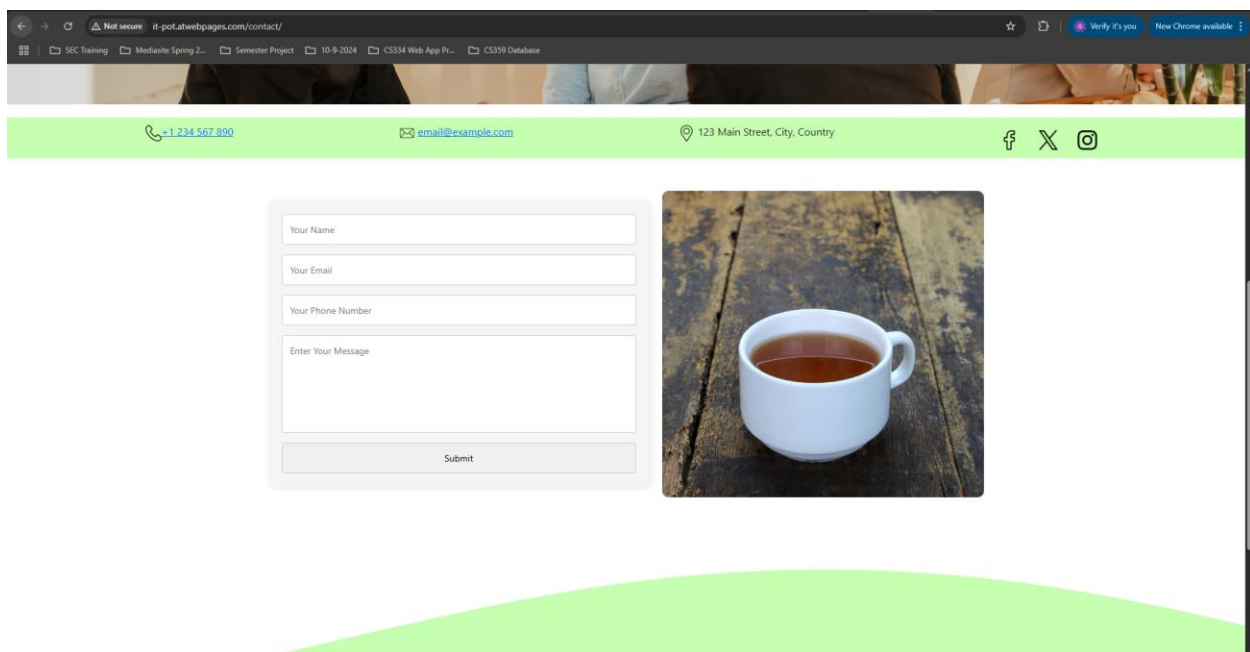 Not secure it-pot.atwebpages.com/contact/ Verify it's you New Chrome available
SEC Training Mediasite Spring 2... Semester Project 10-9-2024 CS334 Web App Pr... CS359 Database
+1 234 567 890 email@example.com 123 Main Street, City, Country
Your Name
Your Email
Your Phone Number
Enter Your Message
Submit